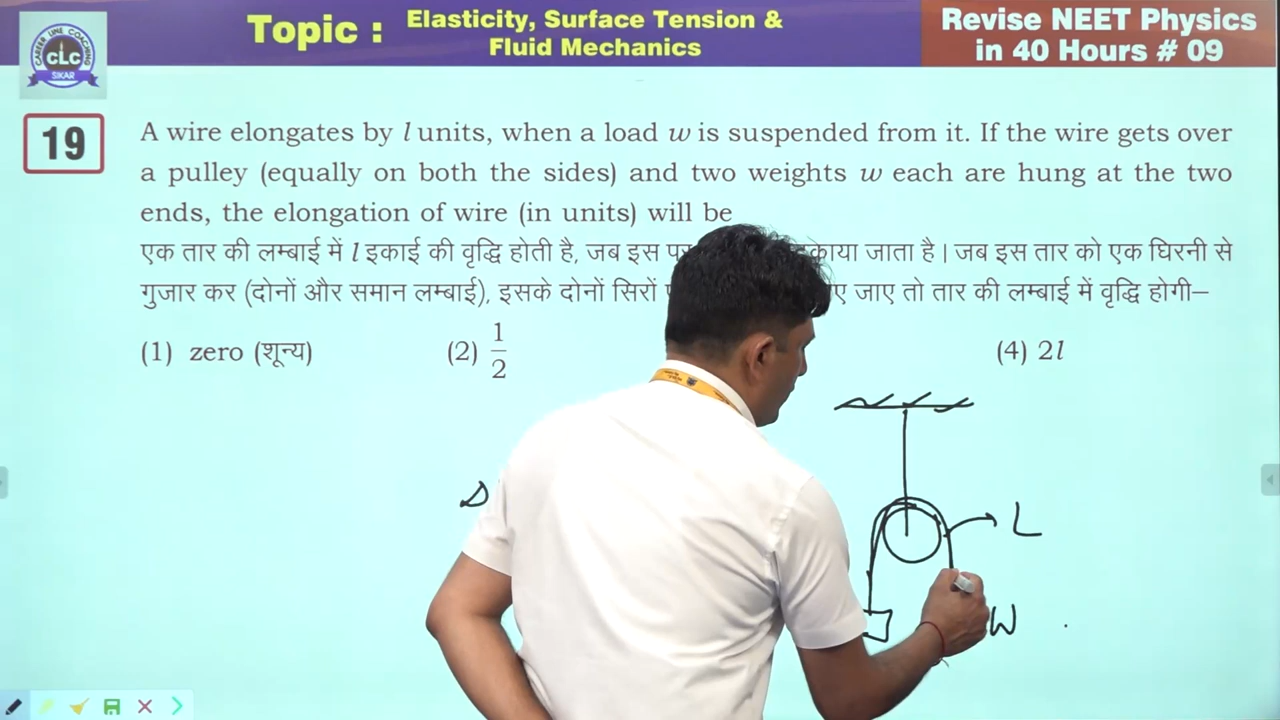 Topic : Elasticity, Surface Tension &
Fluid Mechanics
Revise NEET Physics
in 40 Hours # 09
CAREER LINE COACHING
CLC
SIKAR
19
A wire elongates by l units, when a load w is suspended from it. If the wire gets over
a pulley (equally on both the sides) and two weights w each are hung at the two
ends, the elongation of wire (in units) will be
एक तार की लम्बाई में l इकाई की वृद्धि होती है, जब इस जाता है। जब इस तार को एक घिरनी से
गुजार कर (दोनों और समान लम्बाई), इसके दोनों सिरों जाए तो तार की लम्बाई में वृद्धि होगी–
(1) zero (शून्य) (2) 1/2 (4) 2l
L
W